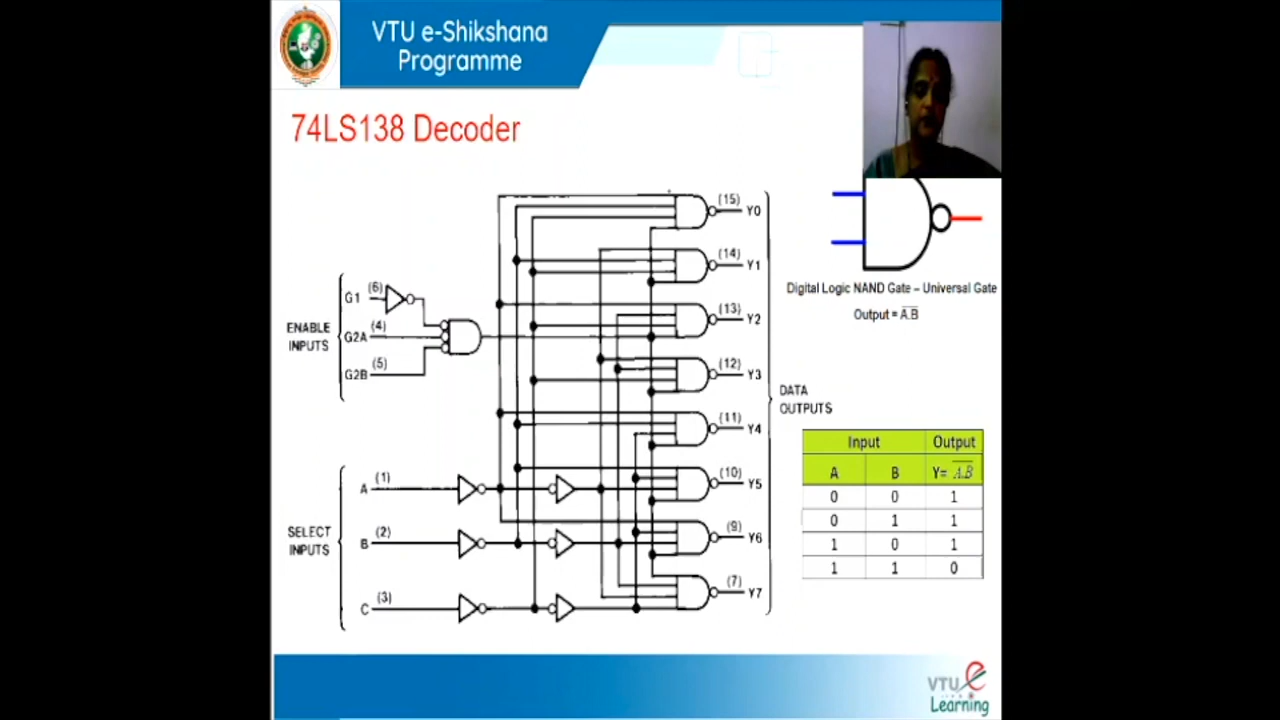 VTU e-Shikshana
Programme
74LS138 Decoder
(15) Y0
(14) Y1
(13) Y2
(12) Y3
(11) Y4
(10) Y5
(9) Y6
(7) Y7
ENABLE
INPUTS
G1 (6)
G2A (4)
G2B (5)
SELECT
INPUTS
A (1)
B (2)
C (3)
DATA
OUTPUTS
Digital Logic NAND Gate – Universal Gate
Output = A.B
Input Output
A B Y= A.B
0 0 1
0 1 1
1 0 1
1 1 0
VTU e
Learning